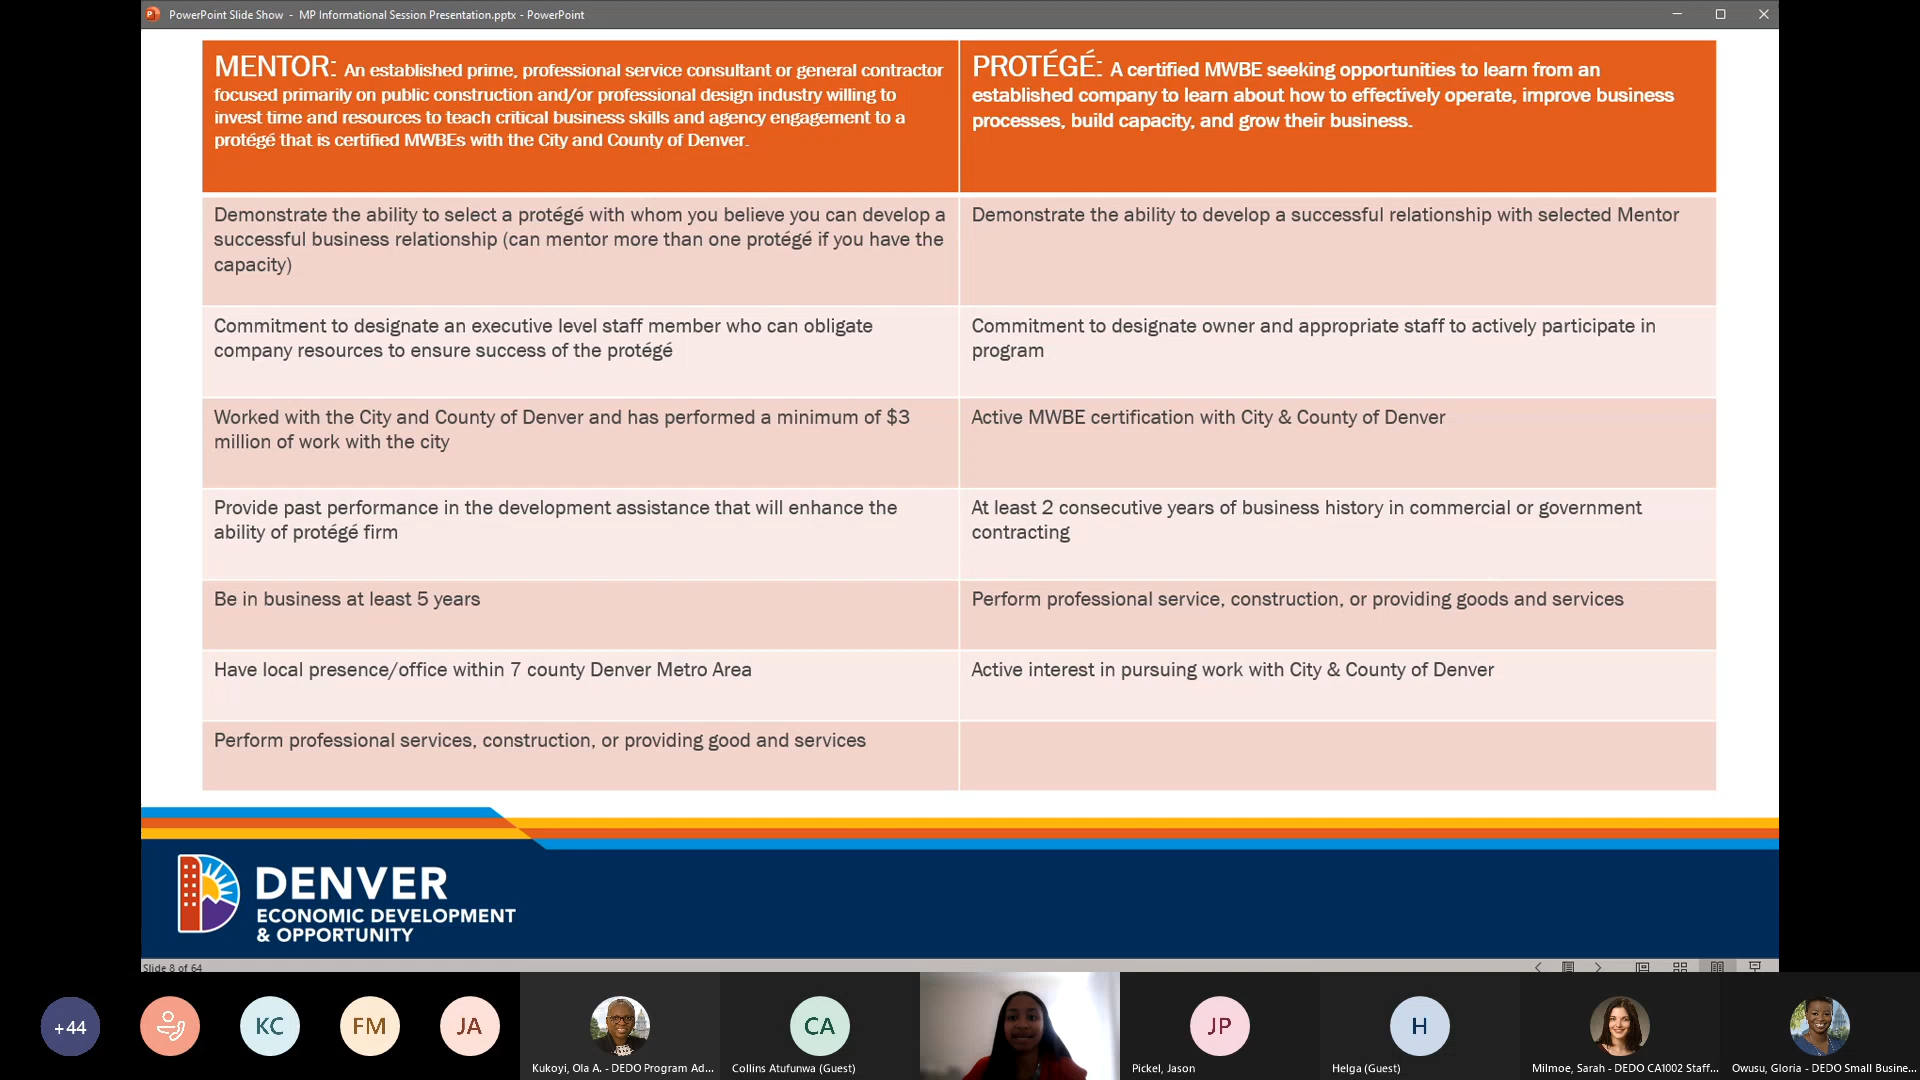 PowerPoint Slide Show - MP Informational Session Presentation.pptx - PowerPoint
MENTOR: An established prime, professional service consultant or general contractor
focused primarily on public construction and/or professional design industry willing to
invest time and resources to teach critical business skills and agency engagement to a
protégé that is certified MWBEs with the City and County of Denver.
PROTÉGÉ: A certified MWBE seeking opportunities to learn from an
established company to learn about how to effectively operate, improve business
processes, build capacity, and grow their business.
Demonstrate the ability to select a protégé with whom you believe you can develop a
successful business relationship (can mentor more than one protégé if you have the
capacity)
Demonstrate the ability to develop a successful relationship with selected Mentor
Commitment to designate an executive level staff member who can obligate
company resources to ensure success of the protégé
Commitment to designate owner and appropriate staff to actively participate in
program
Worked with the City and County of Denver and has performed a minimum of $3
million of work with the city
Active MWBE certification with City & County of Denver
Provide past performance in the development assistance that will enhance the
ability of protégé firm
At least 2 consecutive years of business history in commercial or government
contracting
Be in business at least 5 years
Perform professional service, construction, or providing goods and services
Have local presence/office within 7 county Denver Metro Area
Active interest in pursuing work with City & County of Denver
Perform professional services, construction, or providing good and services
DENVER
ECONOMIC DEVELOPMENT
& OPPORTUNITY
Slide 8 of 64
+44
KC
FM
JA
CA
JP
H
Kukoyi, Ola A. - DEDO Program Ad...
Collins Atufunwa (Guest)
Pickel, Jason
Helga (Guest)
Milmoe, Sarah - DEDO CA1002 Staff...
Owusu, Gloria - DEDO Small Busine...